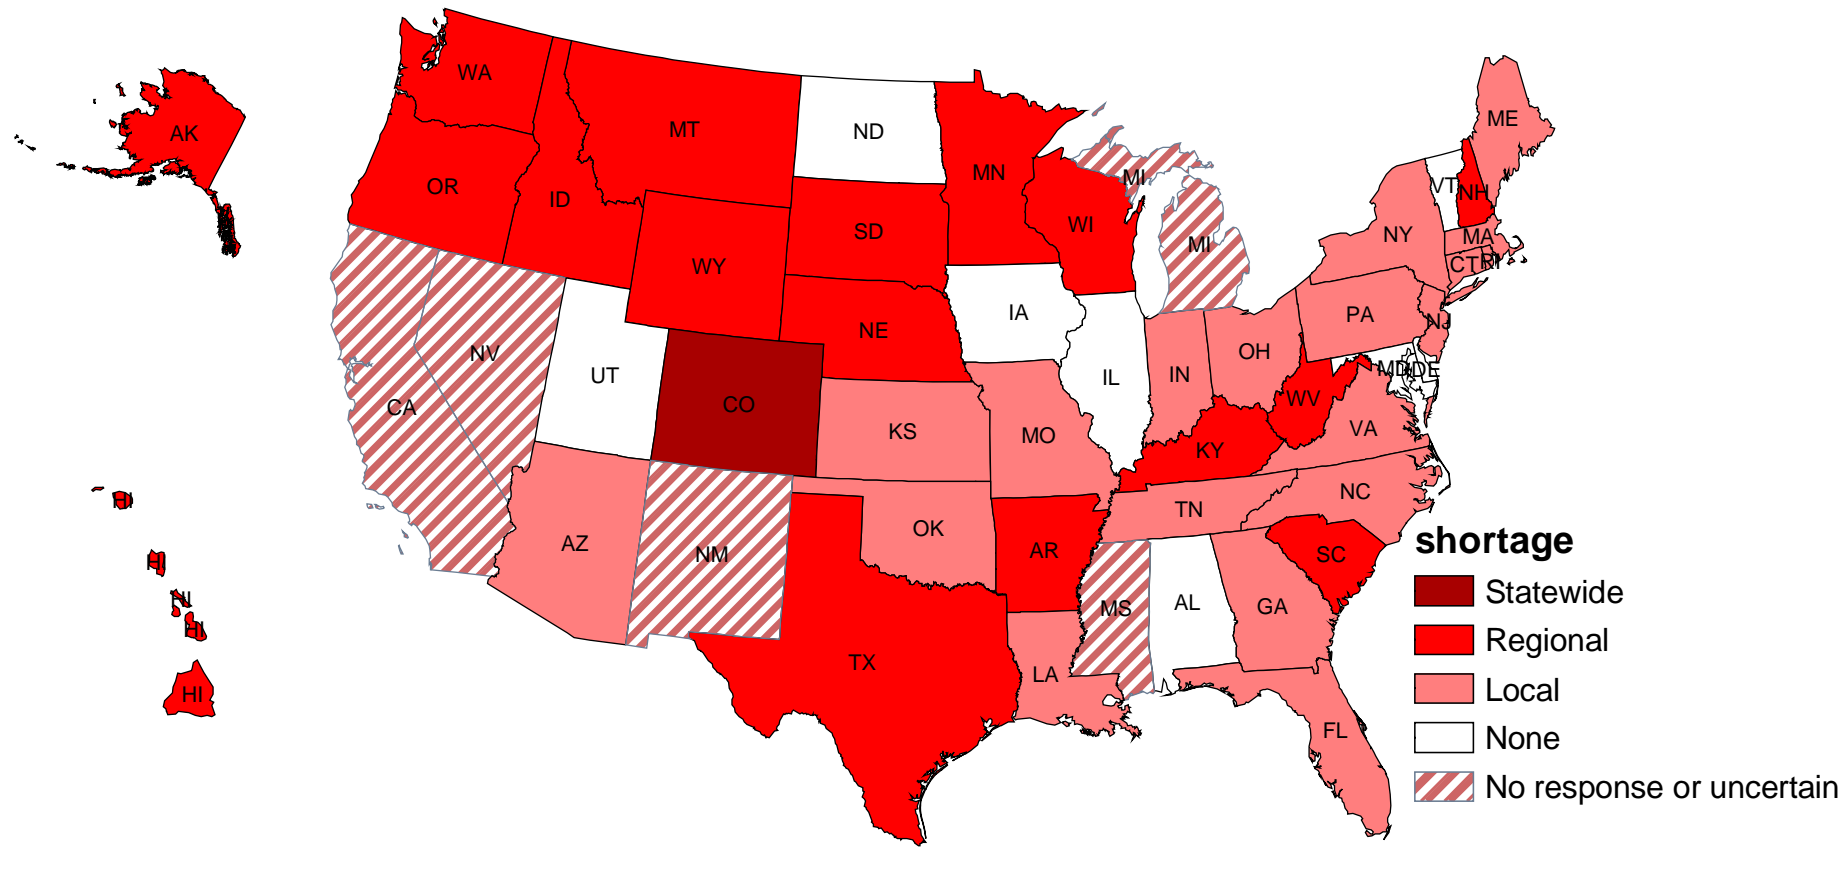 WA
ME
AK
MT
ND
MN
MI
VT
NH
OR
ID
SD
WI
NY
MA
MI
WY
CT
RI
NE
IA
PA
NJ
NV
UT
IL
IN
OH
MD
DE
CA
CO
KS
MO
KY
WV
VA
HI
AZ
NM
OK
AR
TN
NC
SC
HI
HI
HI
MS
AL
GA
TX
LA
HI
FL
shortage
Statewide
Regional
Local
None
No response or uncertain